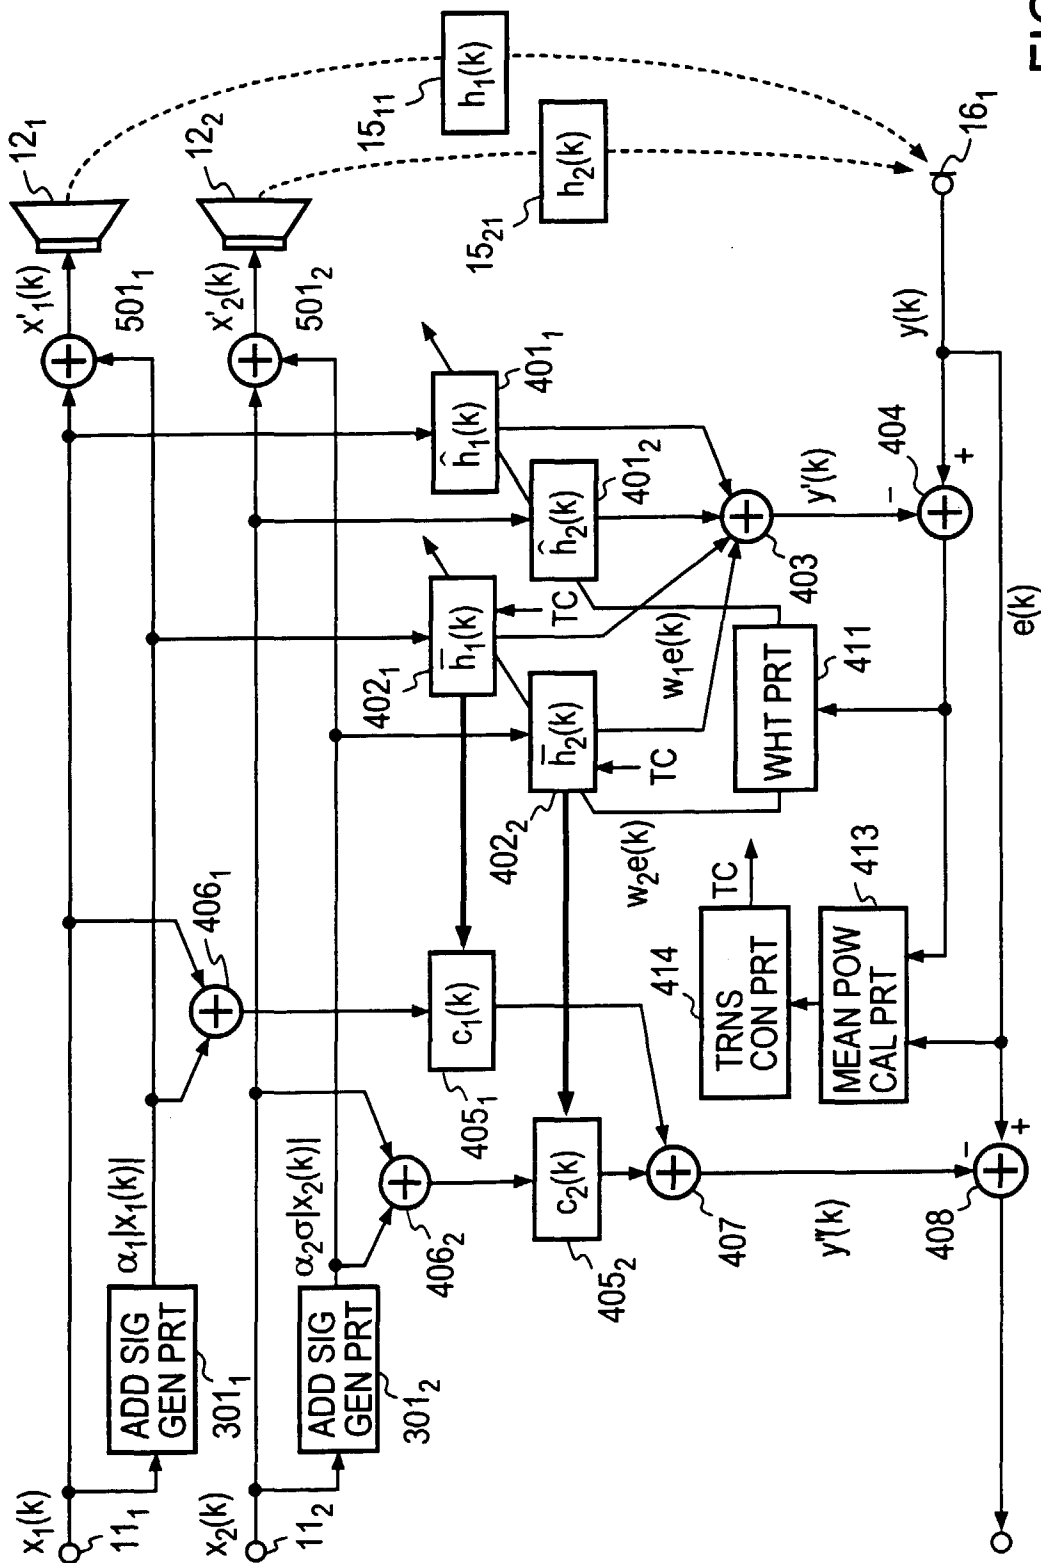 x₁(k)
11₁
x₂(k)
11₂
ADD SIG
GEN PRT
301₁
ADD SIG
GEN PRT
301₂
α₁|x₁(k)|
α₂σ|x₂(k)|
406₁
406₂
x'₁(k)
501₁
x'₂(k)
501₂
12₁
12₂
15₁₁
h₁(k)
15₂₁
h₂(k)
16₁
ĥ₁(k)
401₁
ĥ₂(k)
401₂
h̄₁(k)
402₁
TC
h̄₂(k)
402₂
TC
c₁(k)
405₁
c₂(k)
405₂
403
y'(k)
404
-
+
y(k)
w₁e(k)
w₂e(k)
WHT PRT
411
TC
TRNS
CON PRT
414
MEAN POW
CAL PRT
413
e(k)
407
y"(k)
408
-
+